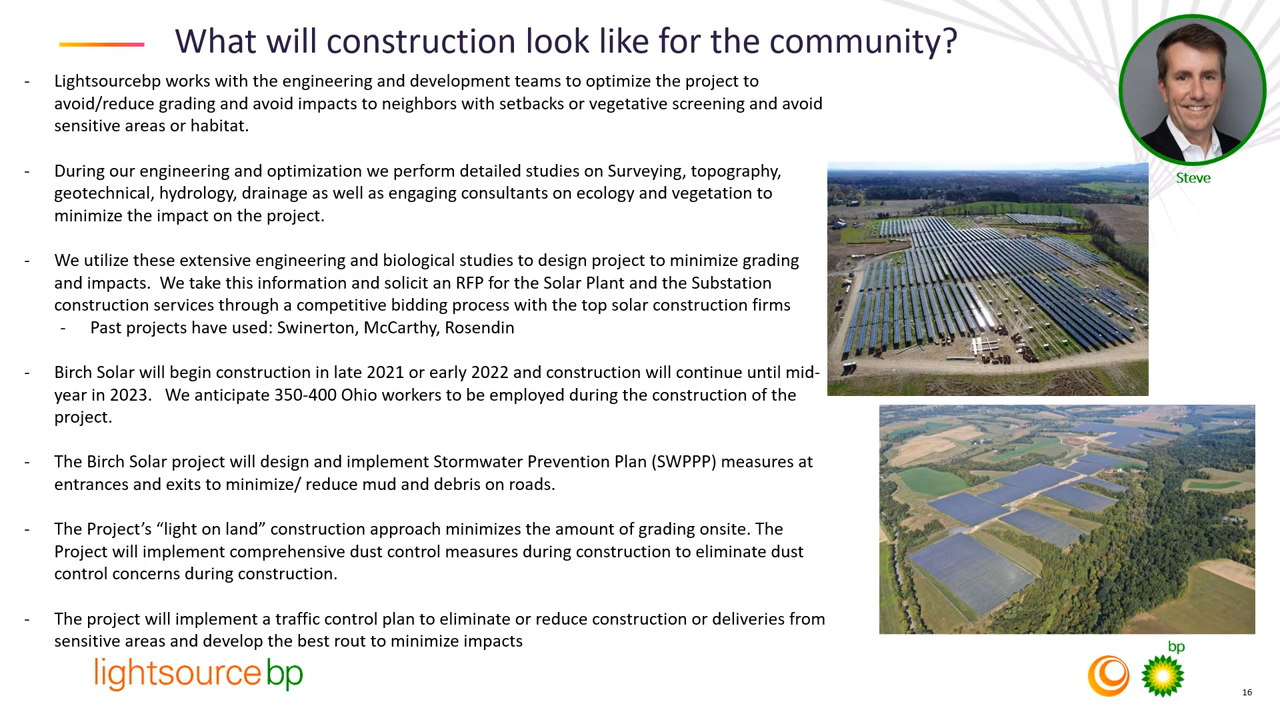 What will construction look like for the community?
- Lightsourcebp works with the engineering and development teams to optimize the project to
avoid/reduce grading and avoid impacts to neighbors with setbacks or vegetative screening and avoid
sensitive areas or habitat.
- During our engineering and optimization we perform detailed studies on Surveying, topography,
geotechnical, hydrology, drainage as well as engaging consultants on ecology and vegetation to
minimize the impact on the project.
- We utilize these extensive engineering and biological studies to design project to minimize grading
and impacts.  We take this information and solicit an RFP for the Solar Plant and the Substation
construction services through a competitive bidding process with the top solar construction firms
- Past projects have used: Swinerton, McCarthy, Rosendin
- Birch Solar will begin construction in late 2021 or early 2022 and construction will continue until mid-
year in 2023.   We anticipate 350-400 Ohio workers to be employed during the construction of the
project.
- The Birch Solar project will design and implement Stormwater Prevention Plan (SWPPP) measures at
entrances and exits to minimize/ reduce mud and debris on roads.
- The Project’s “light on land” construction approach minimizes the amount of grading onsite. The
Project will implement comprehensive dust control measures during construction to eliminate dust
control concerns during construction.
- The project will implement a traffic control plan to eliminate or reduce construction or deliveries from
sensitive areas and develop the best rout to minimize impacts
Steve
lightsource bp
bp
16